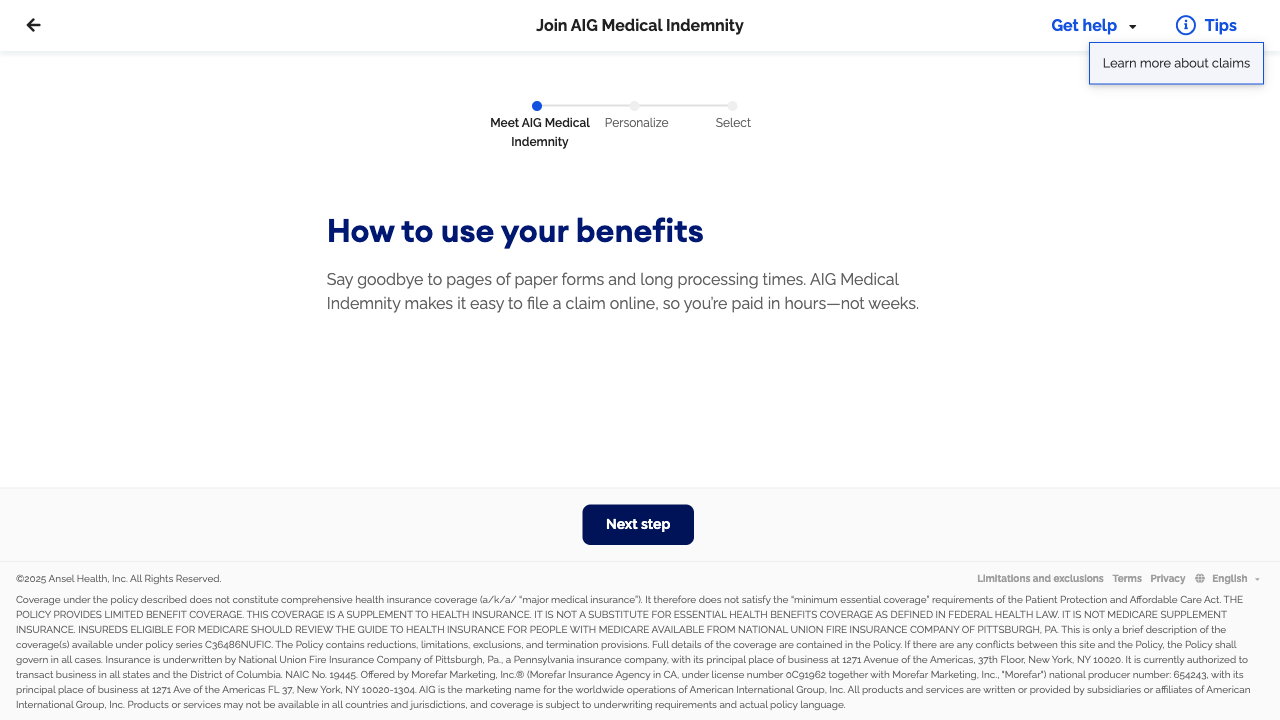 Join AIG Medical Indemnity
Get help
Tips
Learn more about claims
Meet AIG Medical Indemnity
Personalize
Select
How to use your benefits
Say goodbye to pages of paper forms and long processing times. AIG Medical
Indemnity makes it easy to file a claim online, so you're paid in hours—not weeks.
Next step
©2025 Ansel Health, Inc. All Rights Reserved.
Limitations and exclusions
Terms
Privacy
English
Coverage under the policy described does not constitute comprehensive health insurance coverage (a/k/a/ “major medical insurance”). It therefore does not satisfy the “minimum essential coverage” requirements of the Patient Protection and Affordable Care Act. THE
POLICY PROVIDES LIMITED BENEFIT COVERAGE. THIS COVERAGE IS A SUPPLEMENT TO HEALTH INSURANCE. IT IS NOT A SUBSTITUTE FOR ESSENTIAL HEALTH BENEFITS COVERAGE AS DEFINED IN FEDERAL HEALTH LAW. IT IS NOT MEDICARE SUPPLEMENT
INSURANCE. INSUREDS ELIGIBLE FOR MEDICARE SHOULD REVIEW THE GUIDE TO HEALTH INSURANCE FOR PEOPLE WITH MEDICARE AVAILABLE FROM NATIONAL UNION FIRE INSURANCE COMPANY OF PITTSBURGH, PA. This is only a brief description of the
coverage(s) available under policy series C36486NUFIC. The Policy contains reductions, limitations, exclusions, and termination provisions. Full details of the coverage are contained in the Policy. If there are any conflicts between this site and the Policy, the Policy shall
govern in all cases. Insurance is underwritten by National Union Fire Insurance Company of Pittsburgh, Pa., a Pennsylvania insurance company, with its principal place of business at 1271 Avenue of the Americas, 37th Floor, New York, NY 10020. It is currently authorized to
transact business in all states and the District of Columbia. NAIC No. 19445. Offered by Morefar Marketing, Inc.® (Morefar Insurance Agency in CA, under license number 0C91962 together with Morefar Marketing, Inc., "Morefar") national producer number: 654243, with its
principal place of business at 1271 Ave of the Americas FL 37, New York, NY 10020-1304. AIG is the marketing name for the worldwide operations of American International Group, Inc. All products and services are written or provided by subsidiaries or affiliates of American
International Group, Inc. Products or services may not be available in all countries and jurisdictions, and coverage is subject to underwriting requirements and actual policy language.